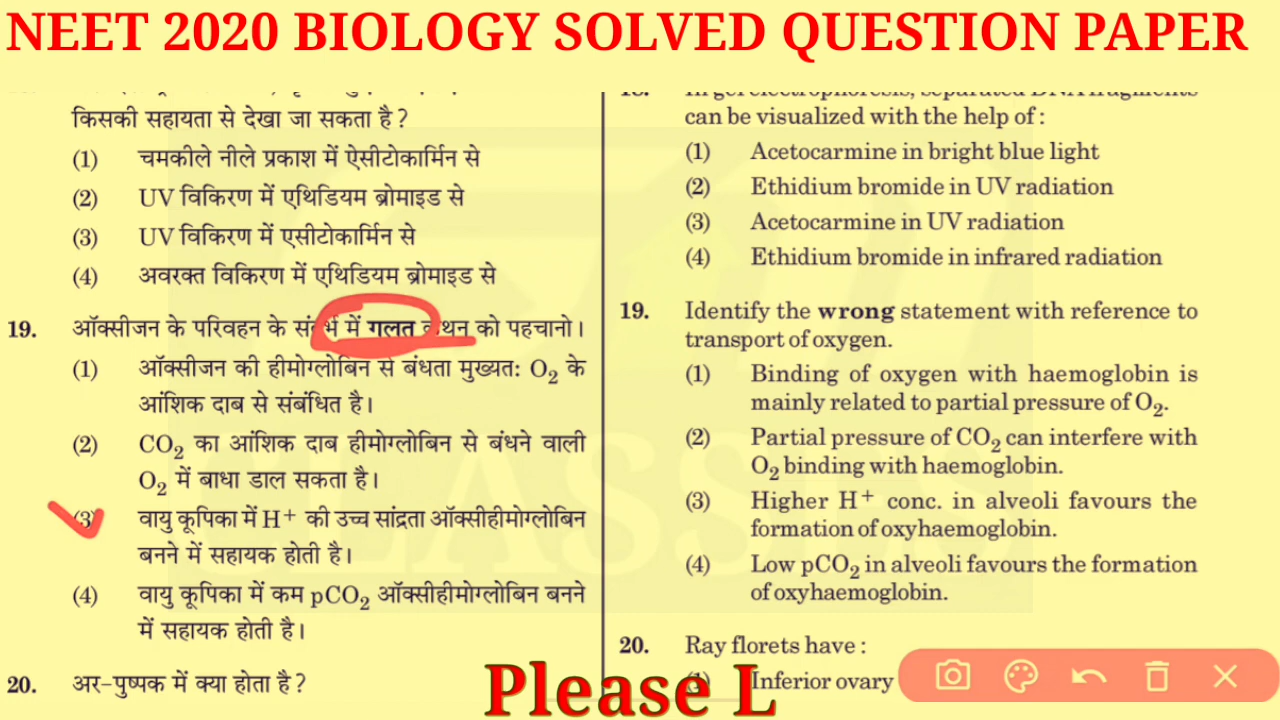 NEET 2020 BIOLOGY SOLVED QUESTION PAPER
किसकी सहायता से देखा जा सकता है ?
(1) चमकीले नीले प्रकाश में ऐसीटोकार्मिन से
(2) UV विकिरण में एथिडियम ब्रोमाइड से
(3) UV विकिरण में एसीटोकार्मिन से
(4) अवरक्त विकिरण में एथिडियम ब्रोमाइड से
19. ऑक्सीजन के परिवहन के संदर्भ में गलत कथन को पहचानो।
(1) ऑक्सीजन की हीमोग्लोबिन से बंधता मुख्यत: O₂ के
आंशिक दाब से संबंधित है।
(2) CO₂ का आंशिक दाब हीमोग्लोबिन से बंधने वाली
O₂ में बाधा डाल सकता है।
(3) वायु कूपिका में H⁺ की उच्च सांद्रता ऑक्सीहीमोग्लोबिन
बनने में सहायक होती है।
(4) वायु कूपिका में कम pCO₂ ऑक्सीहीमोग्लोबिन बनने
में सहायक होती है।
20. अर-पुष्पक में क्या होता है ?
18. In gel electrophoresis, separated DNA fragments
can be visualized with the help of :
(1) Acetocarmine in bright blue light
(2) Ethidium bromide in UV radiation
(3) Acetocarmine in UV radiation
(4) Ethidium bromide in infrared radiation
19. Identify the wrong statement with reference to
transport of oxygen.
(1) Binding of oxygen with haemoglobin is
mainly related to partial pressure of O₂.
(2) Partial pressure of CO₂ can interfere with
O₂ binding with haemoglobin.
(3) Higher H⁺ conc. in alveoli favours the
formation of oxyhaemoglobin.
(4) Low pCO₂ in alveoli favours the formation
of oxyhaemoglobin.
20. Ray florets have :
(1) Inferior ovary
Please L